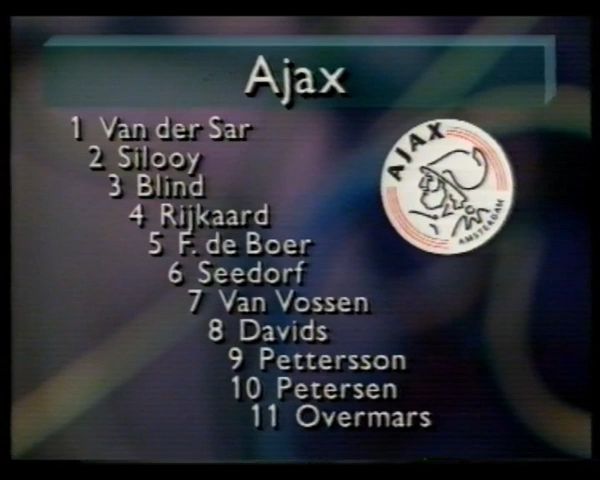 Ajax
1 Van der Sar
2 Silooy
3 Blind
4 Rijkaard
5 F. de Boer
6 Seedorf
7 Van Vossen
8 Davids
9 Pettersson
10 Petersen
11 Overmars
AJAX
AMSTERDAM